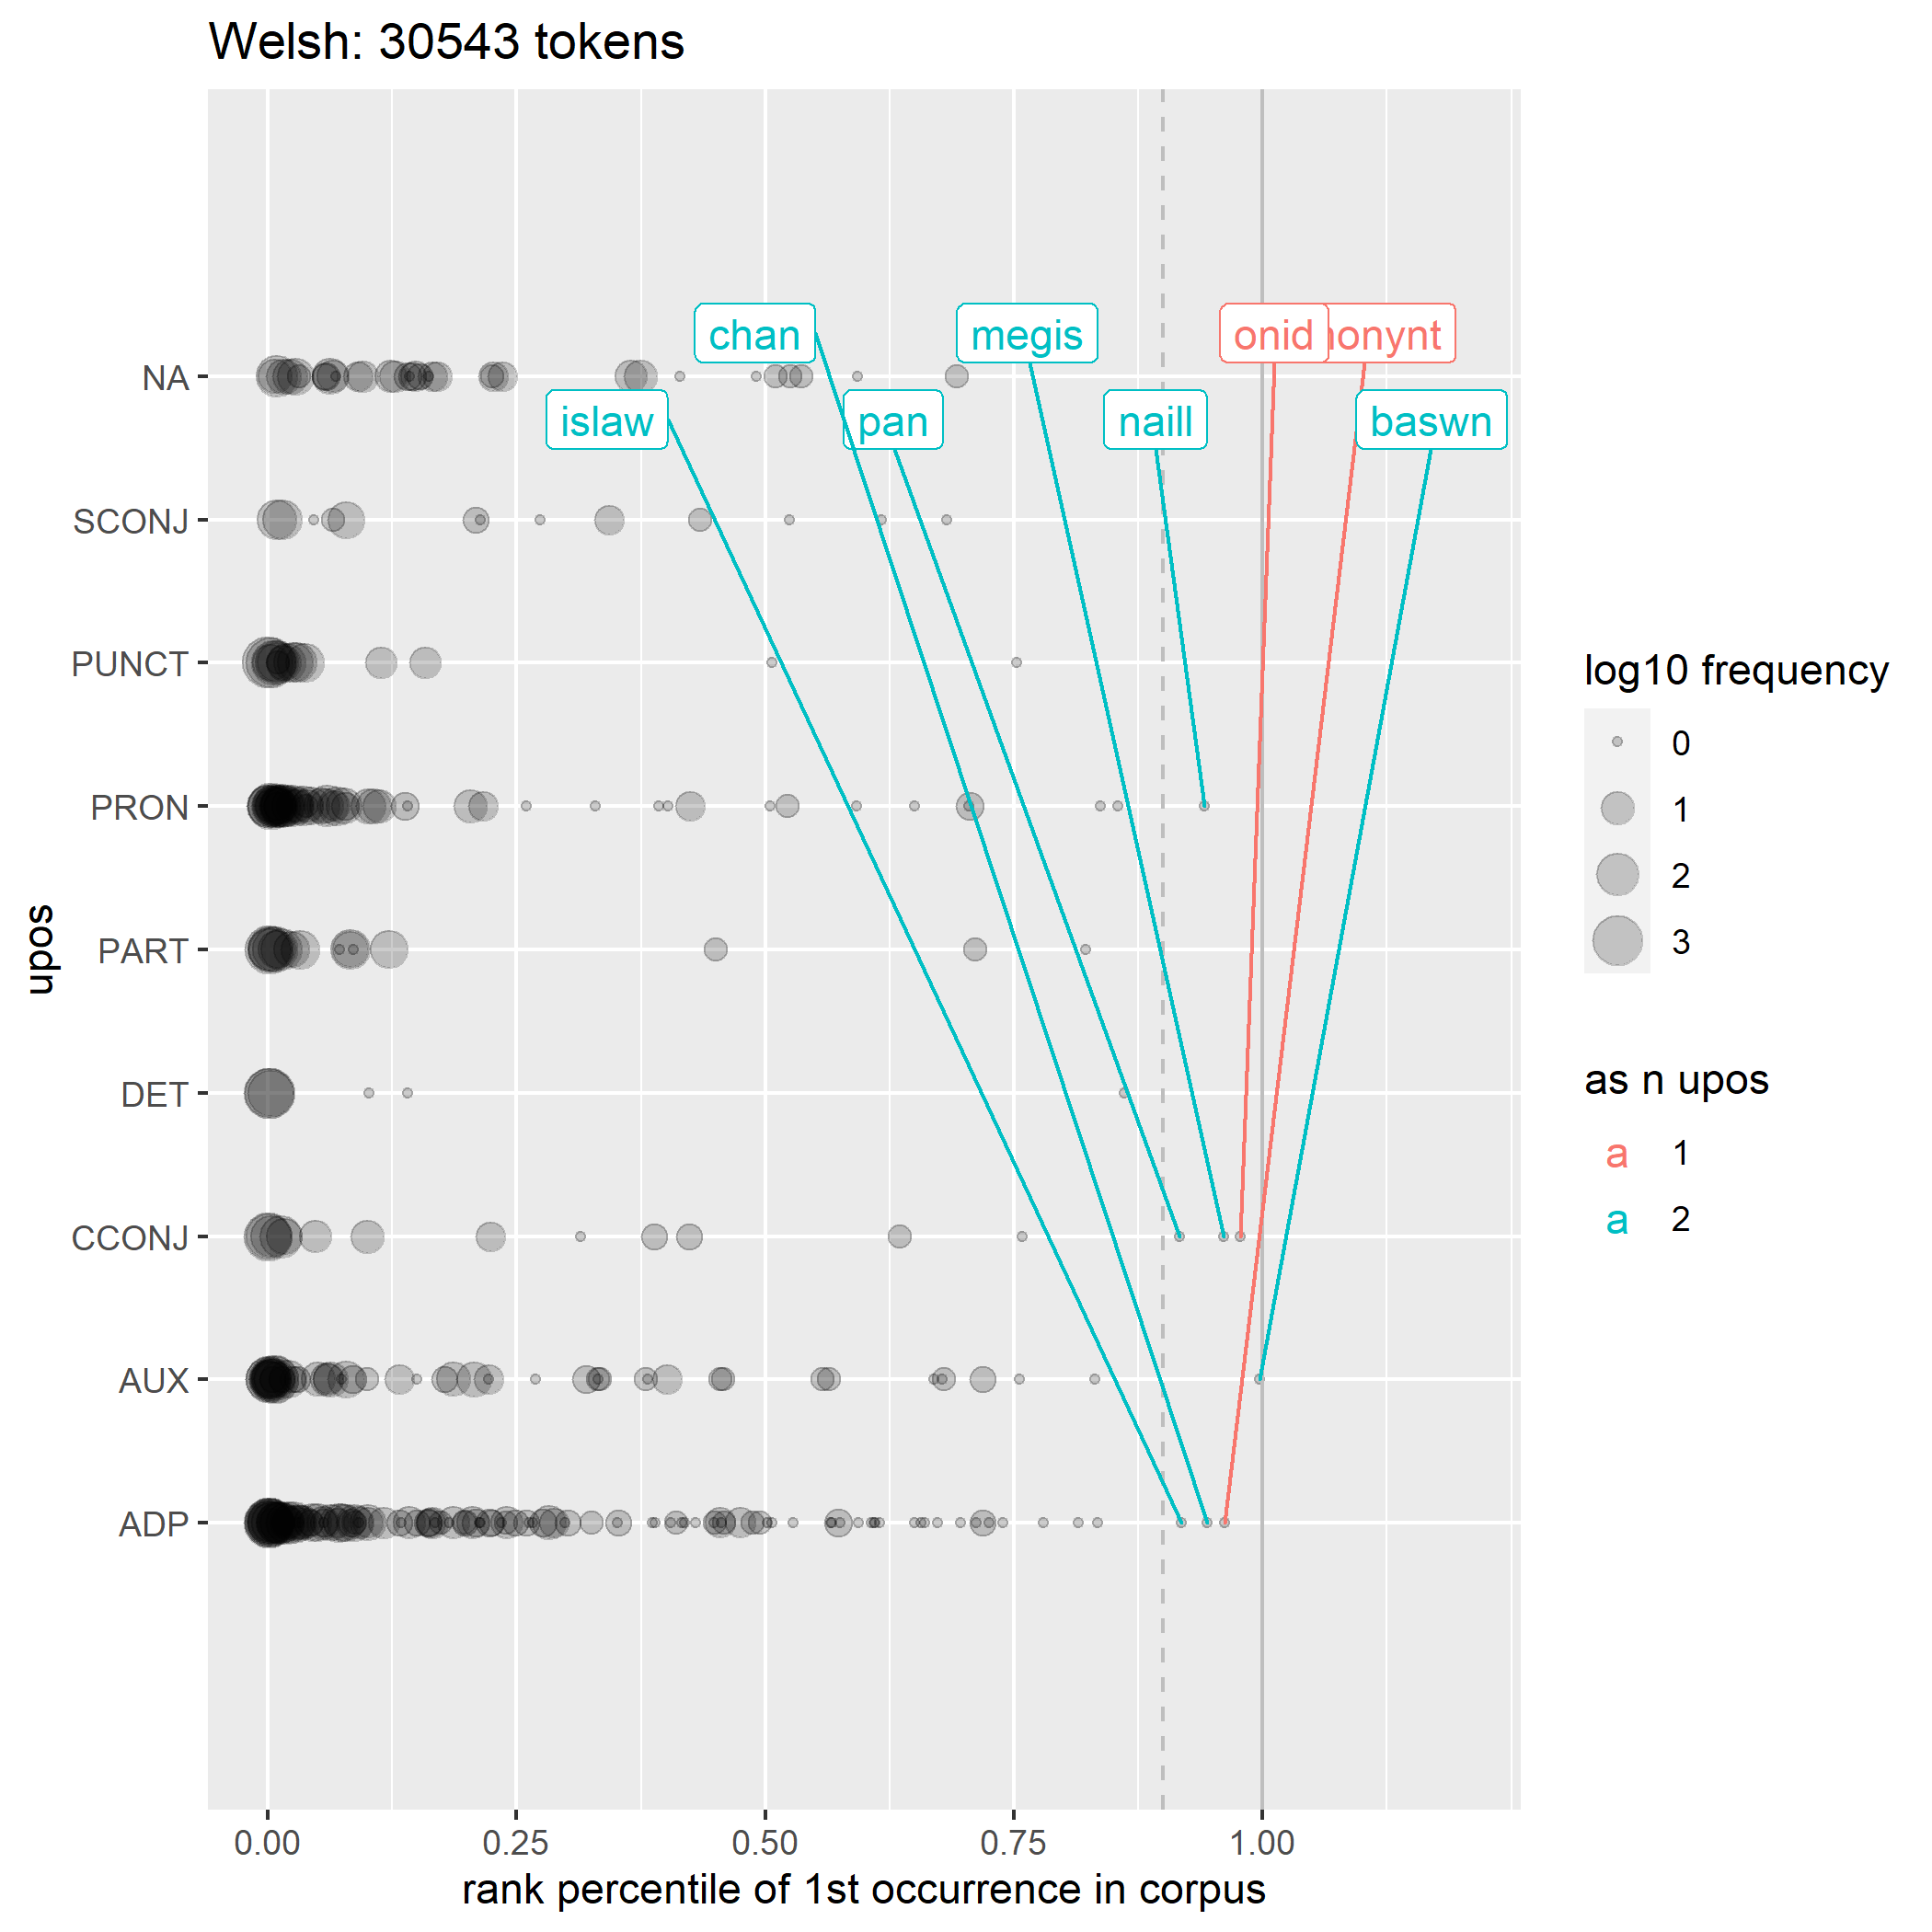 Welsh: 30543 tokens
chan
megis
onid
islaw
pan
naill
baswn
NA
SCONJ
PUNCT
PRON
PART
DET
CCONJ
AUX
ADP
upos
0.00 0.25 0.50 0.75 1.00
rank percentile of 1st occurrence in corpus
log10 frequency
0
1
2
3
as n upos
a 1
a 2